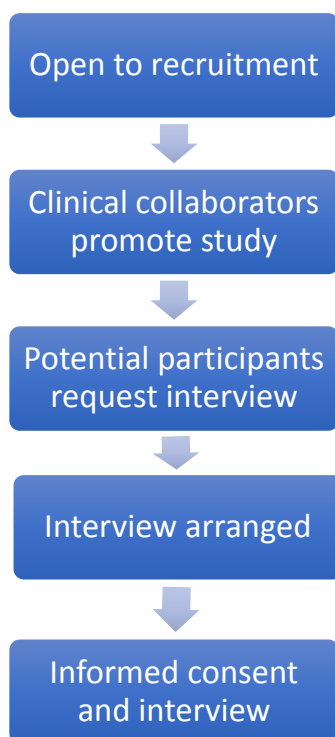 Open to recruitment
Clinical collaborators
promote study
Potential participants
request interview
Interview arranged
Informed consent
and interview